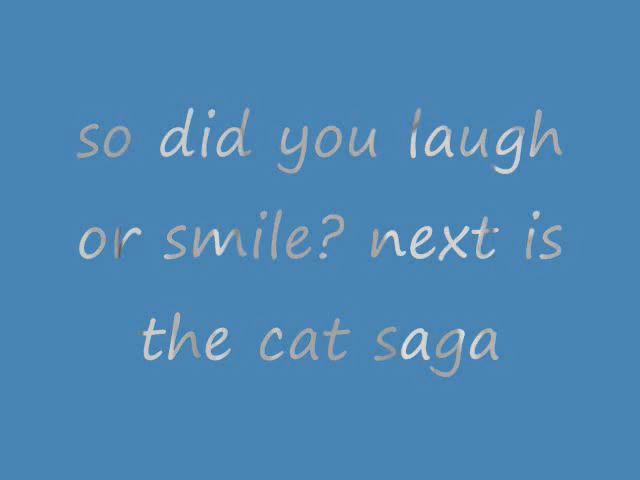 so did you laugh
or smile? next is
the cat saga